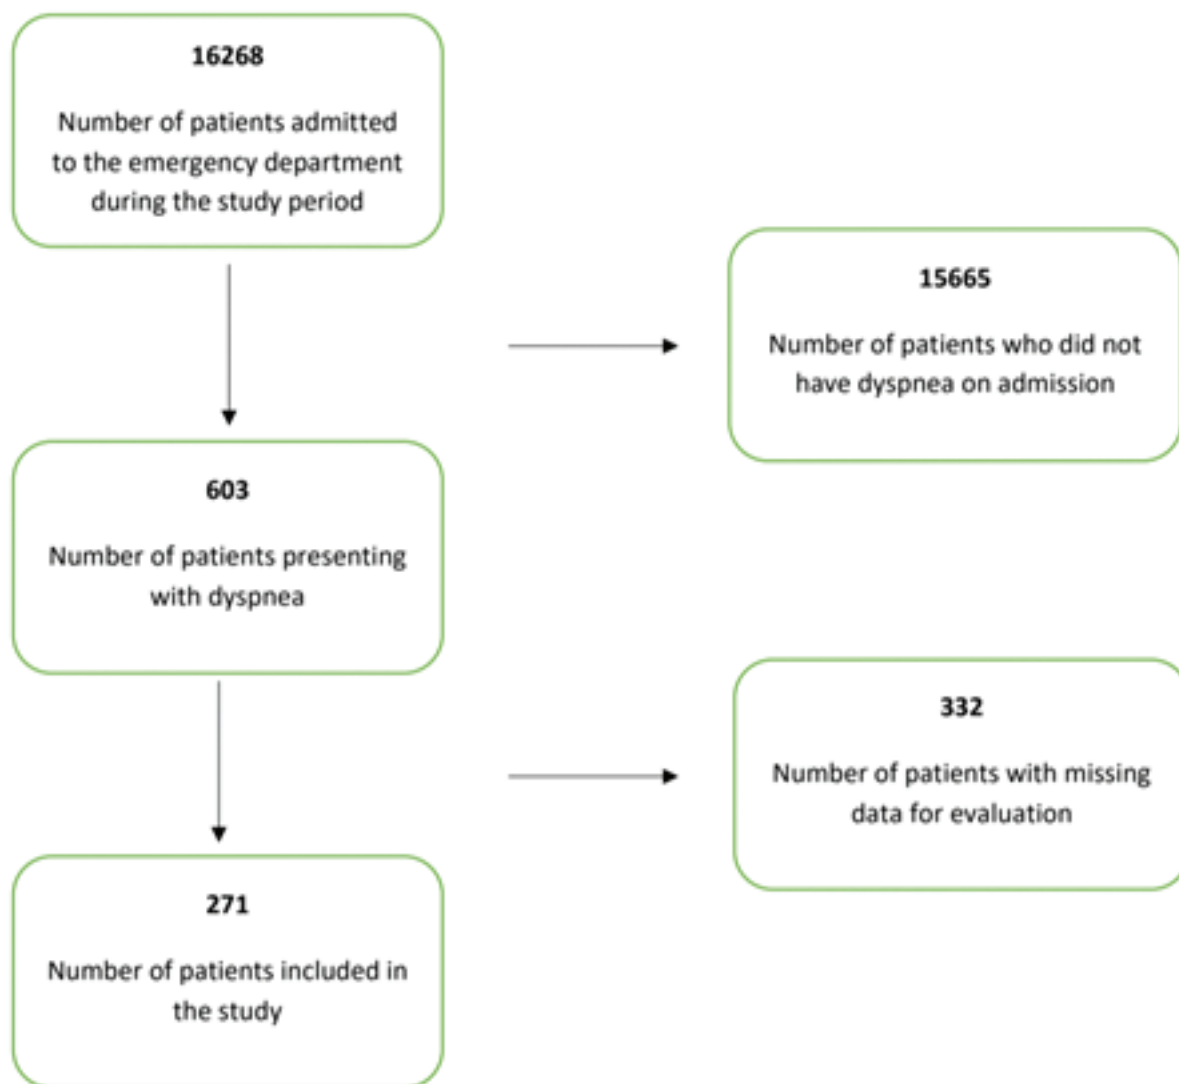 16268
Number of patients admitted
to the emergency department
during the study period
15665
Number of patients who did not
have dyspnea on admission
603
Number of patients presenting
with dyspnea
332
Number of patients with missing
data for evaluation
271
Number of patients included in
the study